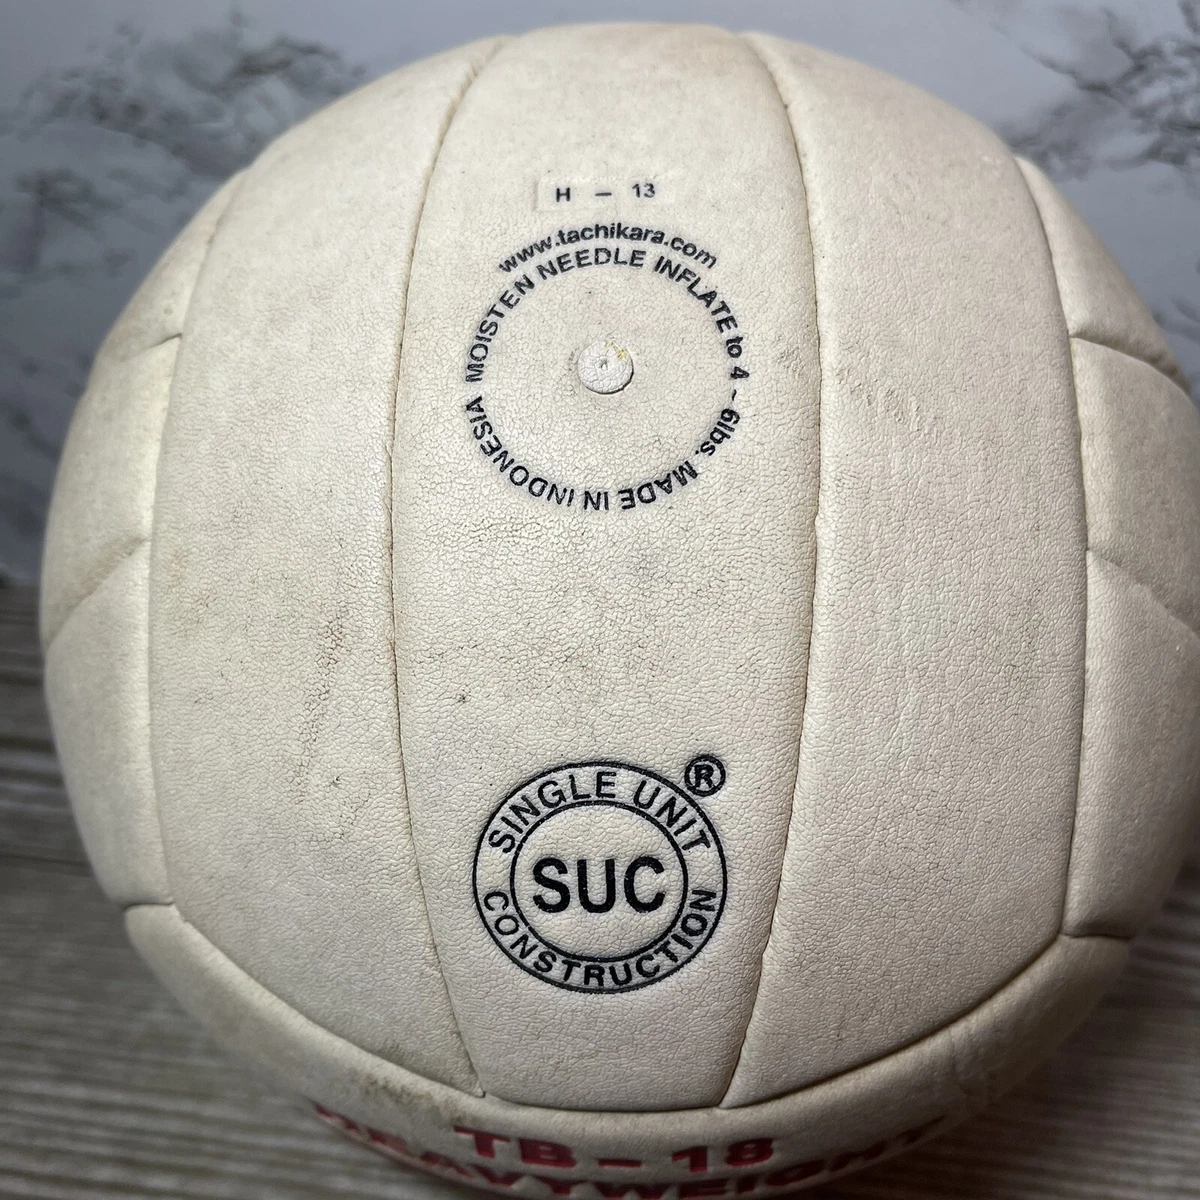 H - 13
www.tachikara.com
MOISTEN NEEDLE INFLATE to 4 ~ 6lbs. MADE IN INDONESIA
®
SINGLE UNIT
SUC
CONSTRUCTION
TB - 18
HEAVYWEIGHT